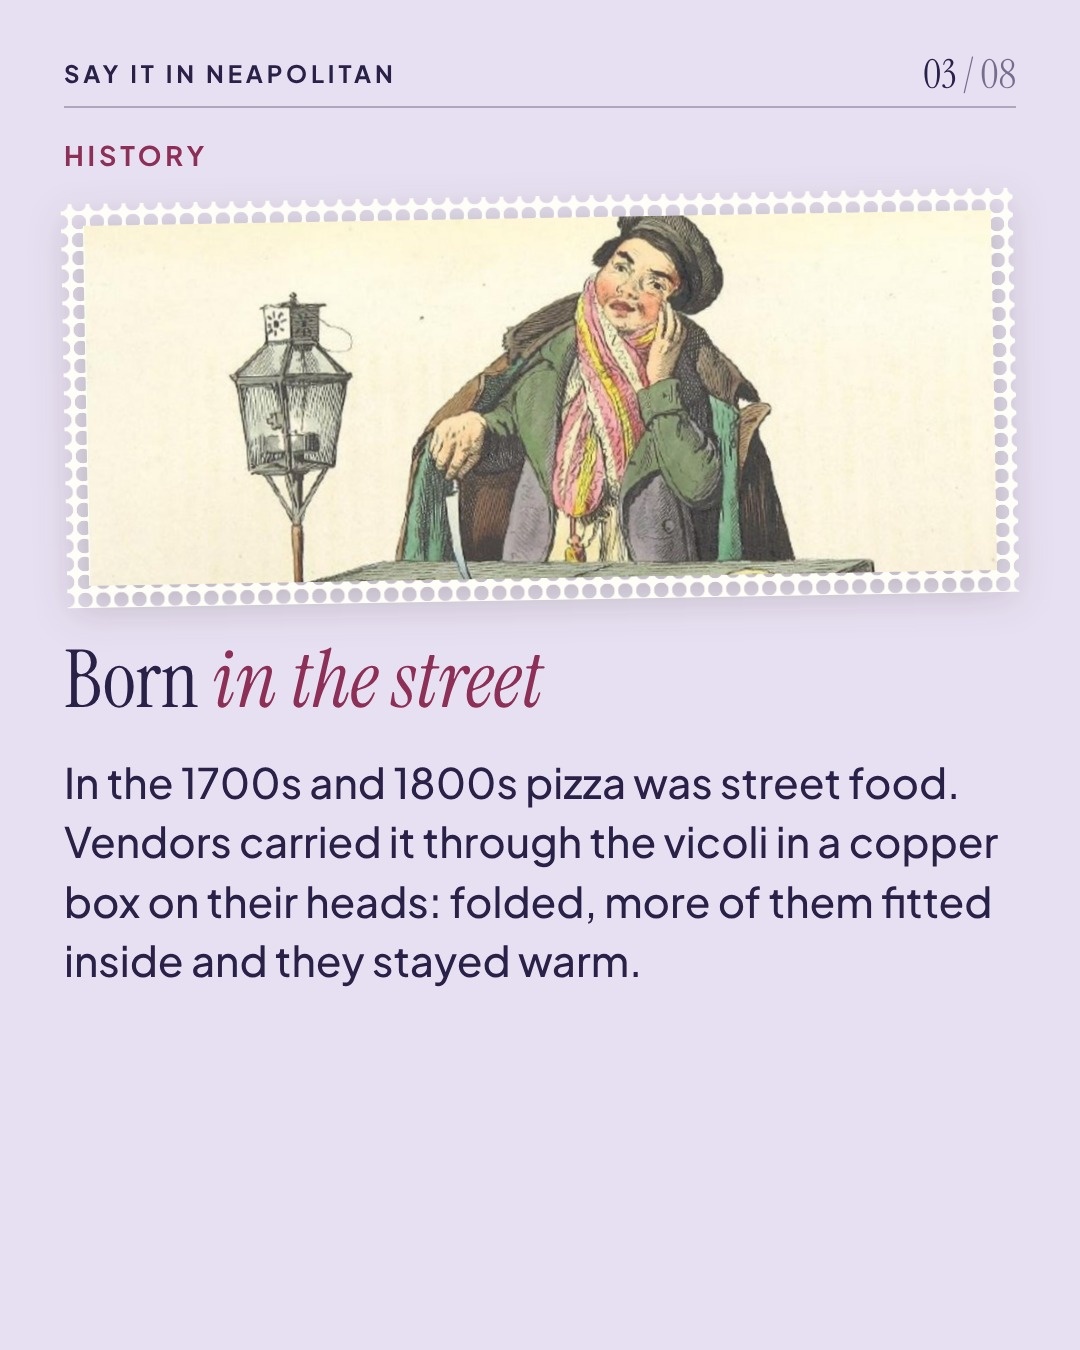 SAY IT IN NEAPOLITAN
03 / 08
HISTORY
Born in the street
In the 1700s and 1800s pizza was street food.
Vendors carried it through the vicoli in a copper
box on their heads: folded, more of them fitted
inside and they stayed warm.